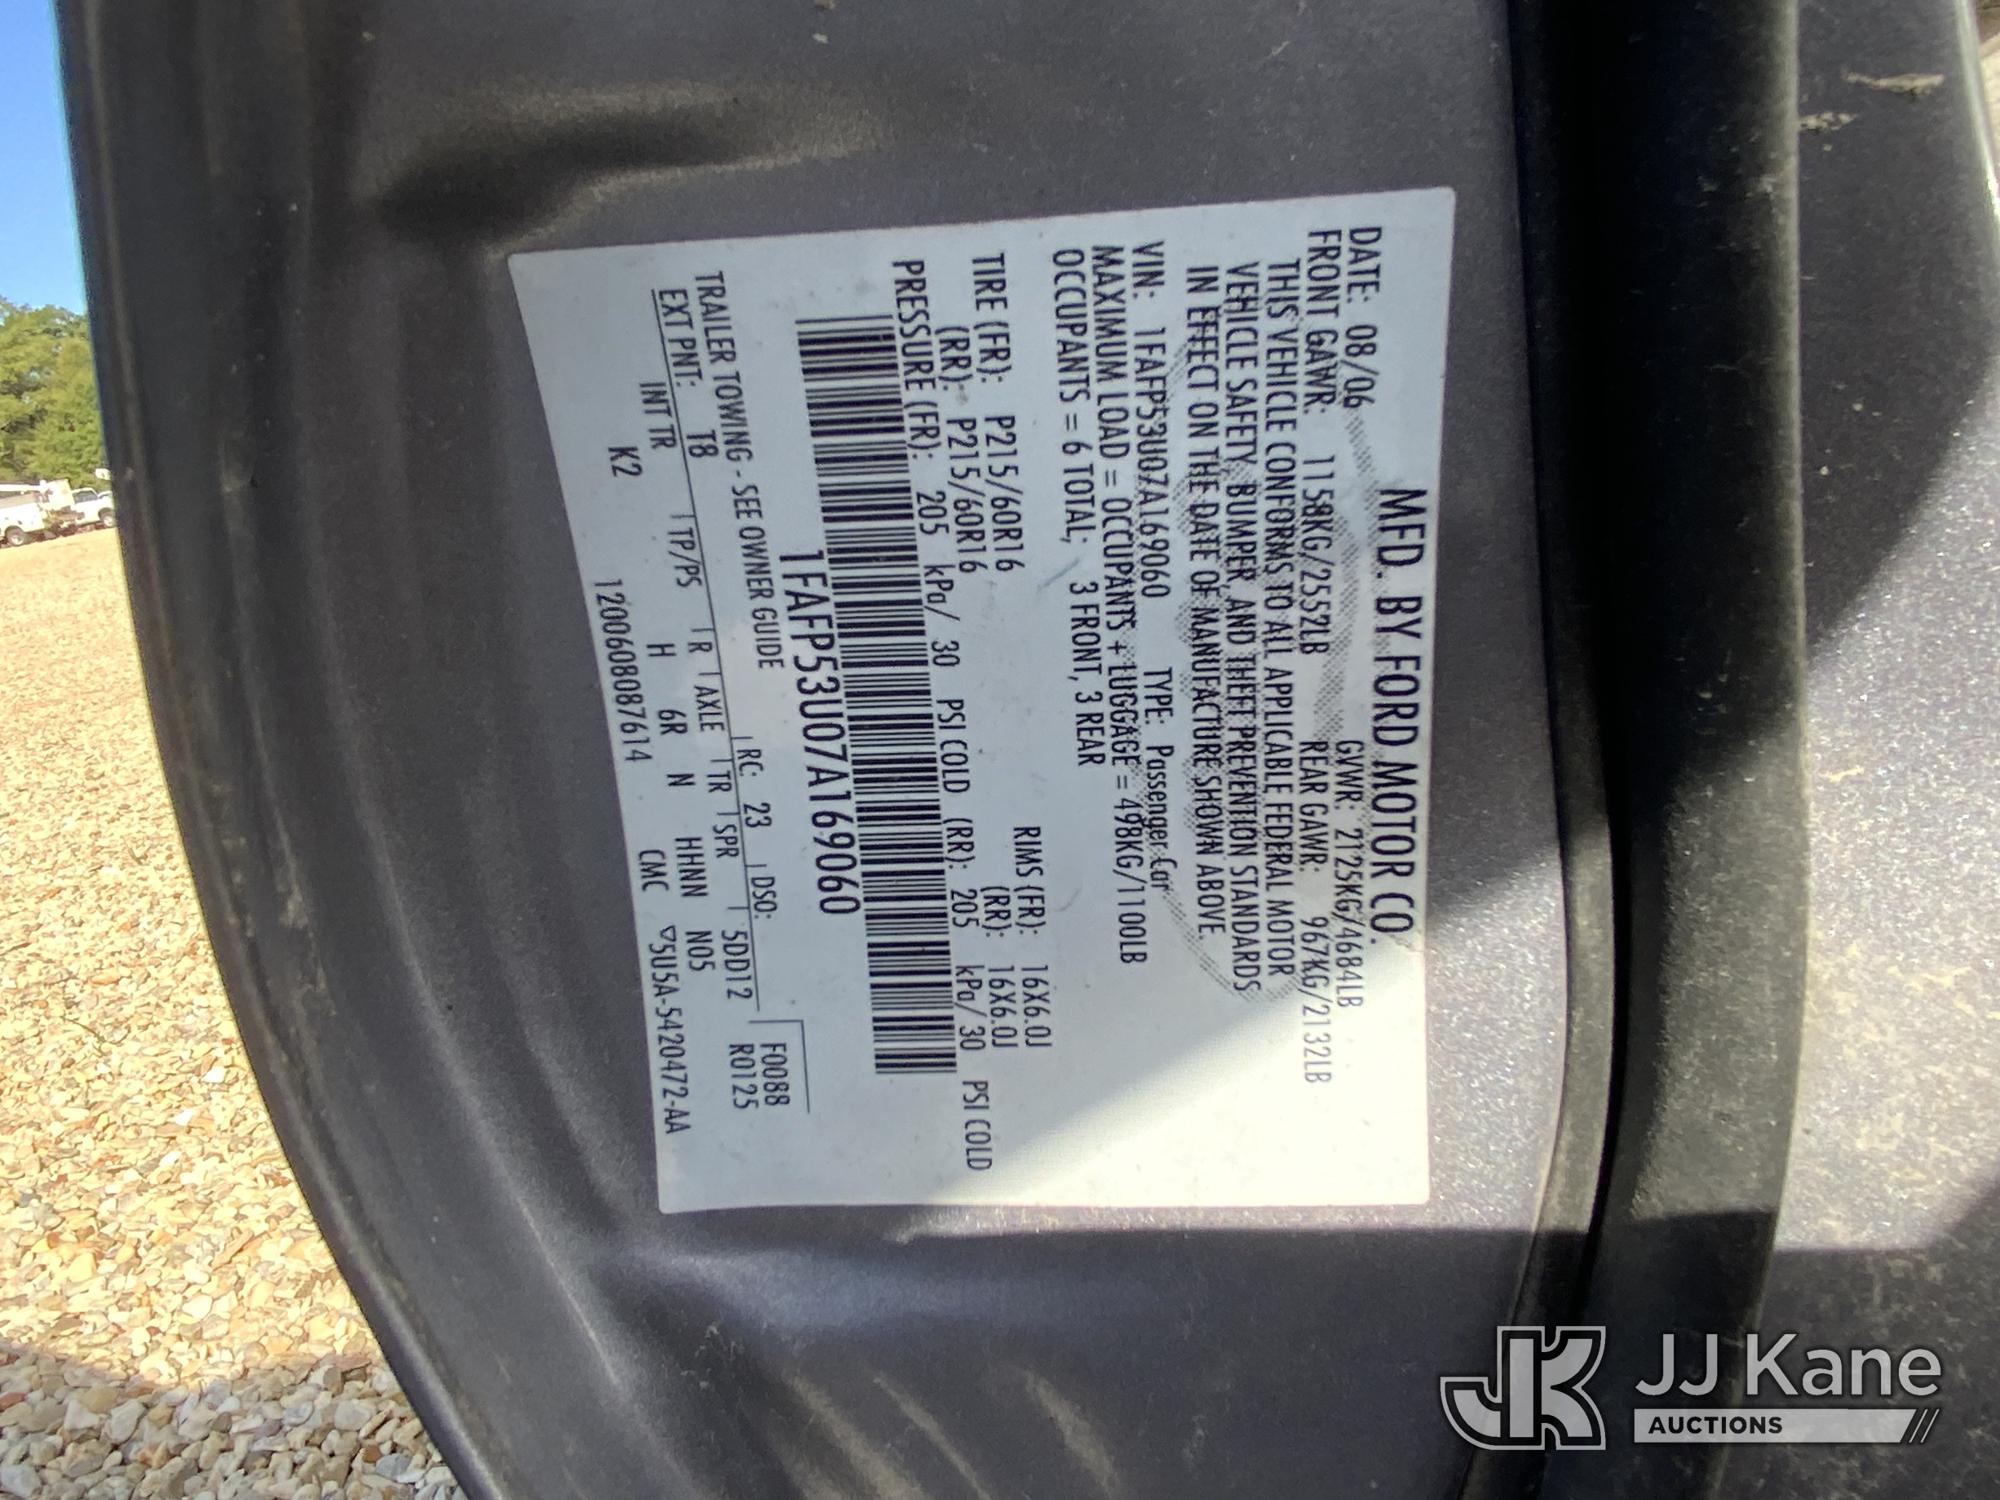 MFD. BY FORD MOTOR CO.
DATE: 08/06 GVWR: 2125KG/4684LB
FRONT GAWR: 1158KG/2552LB REAR GAWR: 967KG/2132LB
THIS VEHICLE CONFORMS TO ALL APPLICABLE FEDERAL MOTOR
VEHICLE SAFETY, BUMPER, AND THEFT PREVENTION STANDARDS
IN EFFECT ON THE DATE OF MANUFACTURE SHOWN ABOVE.
VIN: 1FAFP53U07A169060 TYPE: Passenger Car
MAXIMUM LOAD = OCCUPANTS + LUGGAGE = 498KG/1100LB
OCCUPANTS = 6 TOTAL; 3 FRONT, 3 REAR
TIRE (FR): P215/60R16 RIMS (FR): 16X6.0J
(RR): P215/60R16 (RR): 16X6.0J
PRESSURE (FR): 205 kPa/ 30 PSI COLD (RR): 205 kPa/ 30 PSI COLD
1FAFP53U07A169060
F0088
TRAILER TOWING - SEE OWNER GUIDE RC: 23 DSO: R0125
EXT PNT: T8 5DD12
INT TR TP/PS R AXLE TR SPR
K2 H 6R N HHNN N05
1200608087614 CMC ▽5U5A-5420472-AA
JK JJ Kane
AUCTIONS